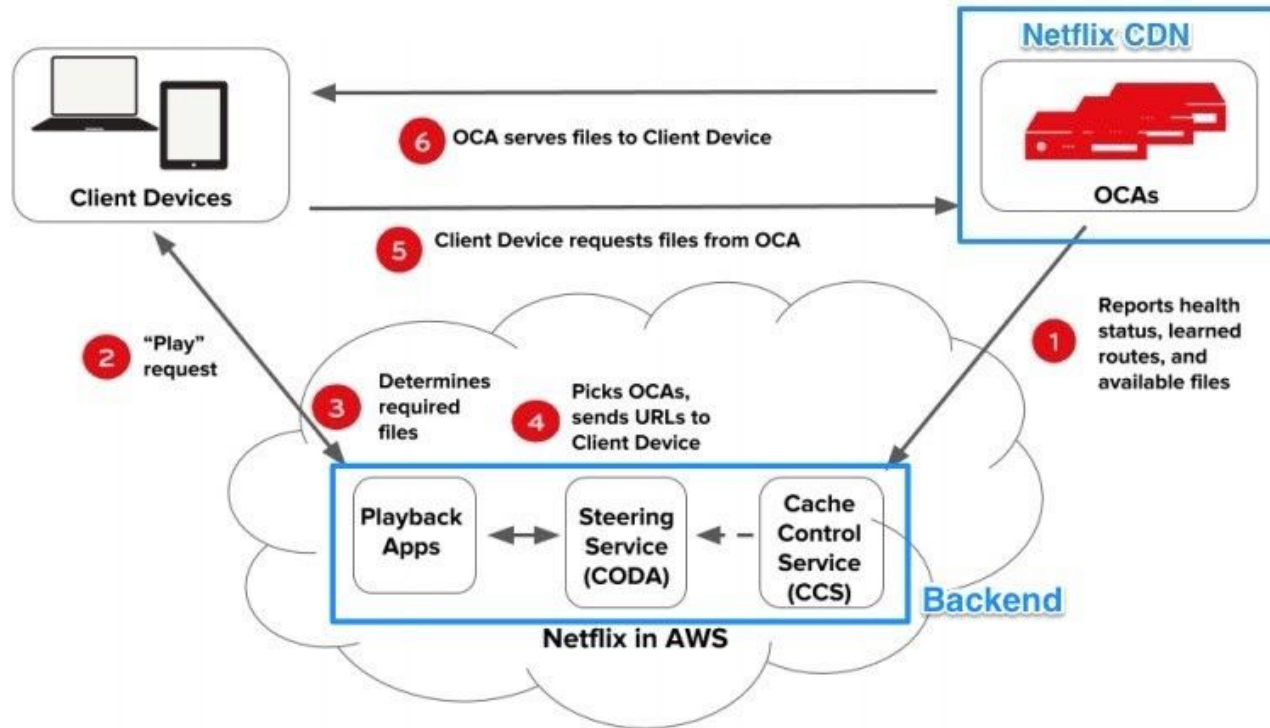 Netflix CDN
OCAs
Client Devices
6
OCA serves files to Client Device
5
Client Device requests files from OCA
1
Reports health
status, learned
routes, and
available files
2
“Play”
request
3
Determines
required
files
4
Picks OCAs,
sends URLs to
Client Device
Playback
Apps
Steering
Service
(CODA)
Cache
Control
Service
(CCS)
Backend
Netflix in AWS